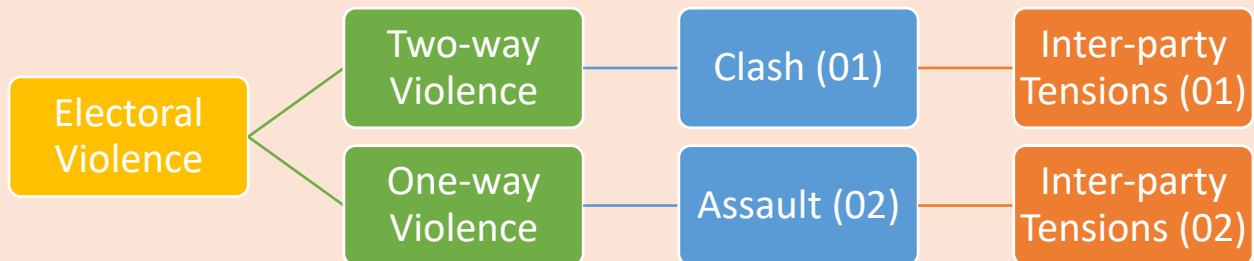 Electoral
Violence
Two-way
Violence
Clash (01)
Inter-party
Tensions (01)
One-way
Violence
Assault (02)
Inter-party
Tensions (02)